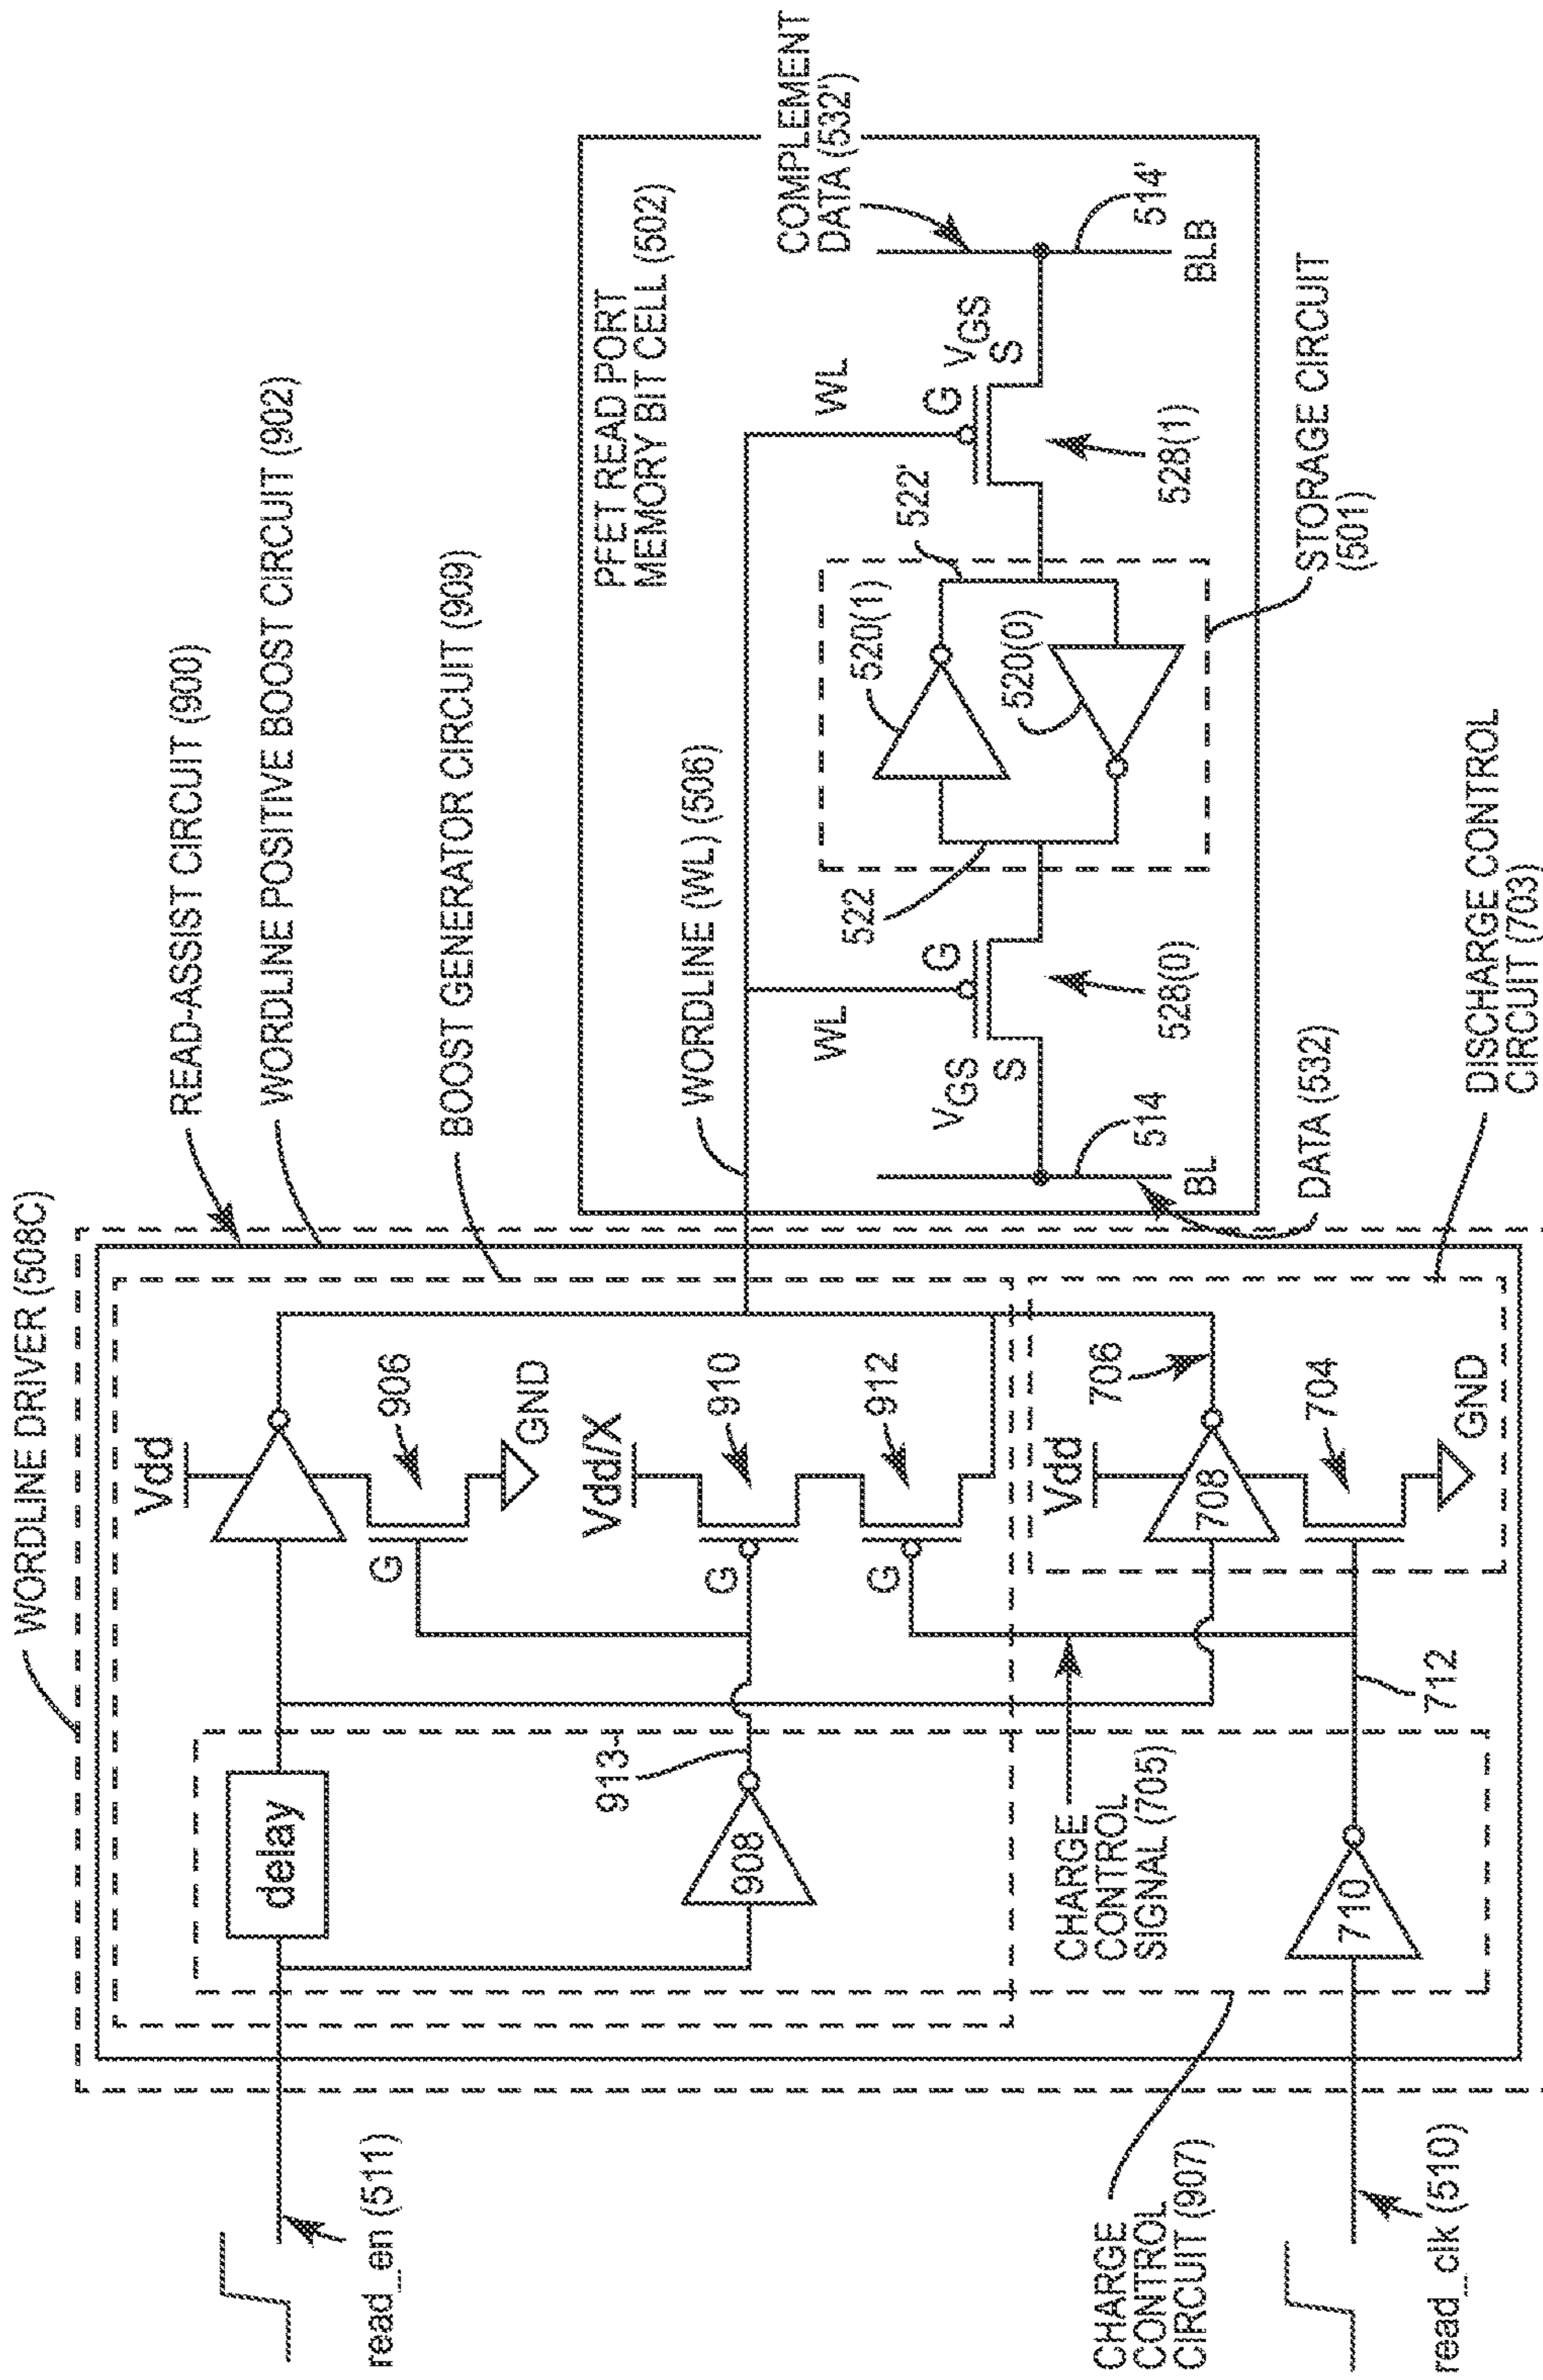 WORDLINE DRIVER (508C)
READ-ASSIST CIRCUIT (900)
WORDLINE POSITIVE BOOST CIRCUIT (902)
BOOST GENERATOR CIRCUIT (909)
WORDLINE (WL) (506)
PFET READ PORT
MEMORY BIT CELL (502)
COMPLEMENT
DATA (532')
read_en (511)
delay
Vdd
906
G
GND
Vdd/X
910
G
913
908
912
G
CHARGE
CONTROL
SIGNAL (705)
Vdd
706
708
704
GND
712
710
CHARGE
CONTROL
CIRCUIT (907)
read_clk (510)
WL
WL
G
VGS
S
528(0)
522
520(1)
520(0)
522'
G
VGS
S
528(1)
514
BL
514'
BLB
DATA (532)
STORAGE CIRCUIT
(501)
DISCHARGE CONTROL
CIRCUIT (703)